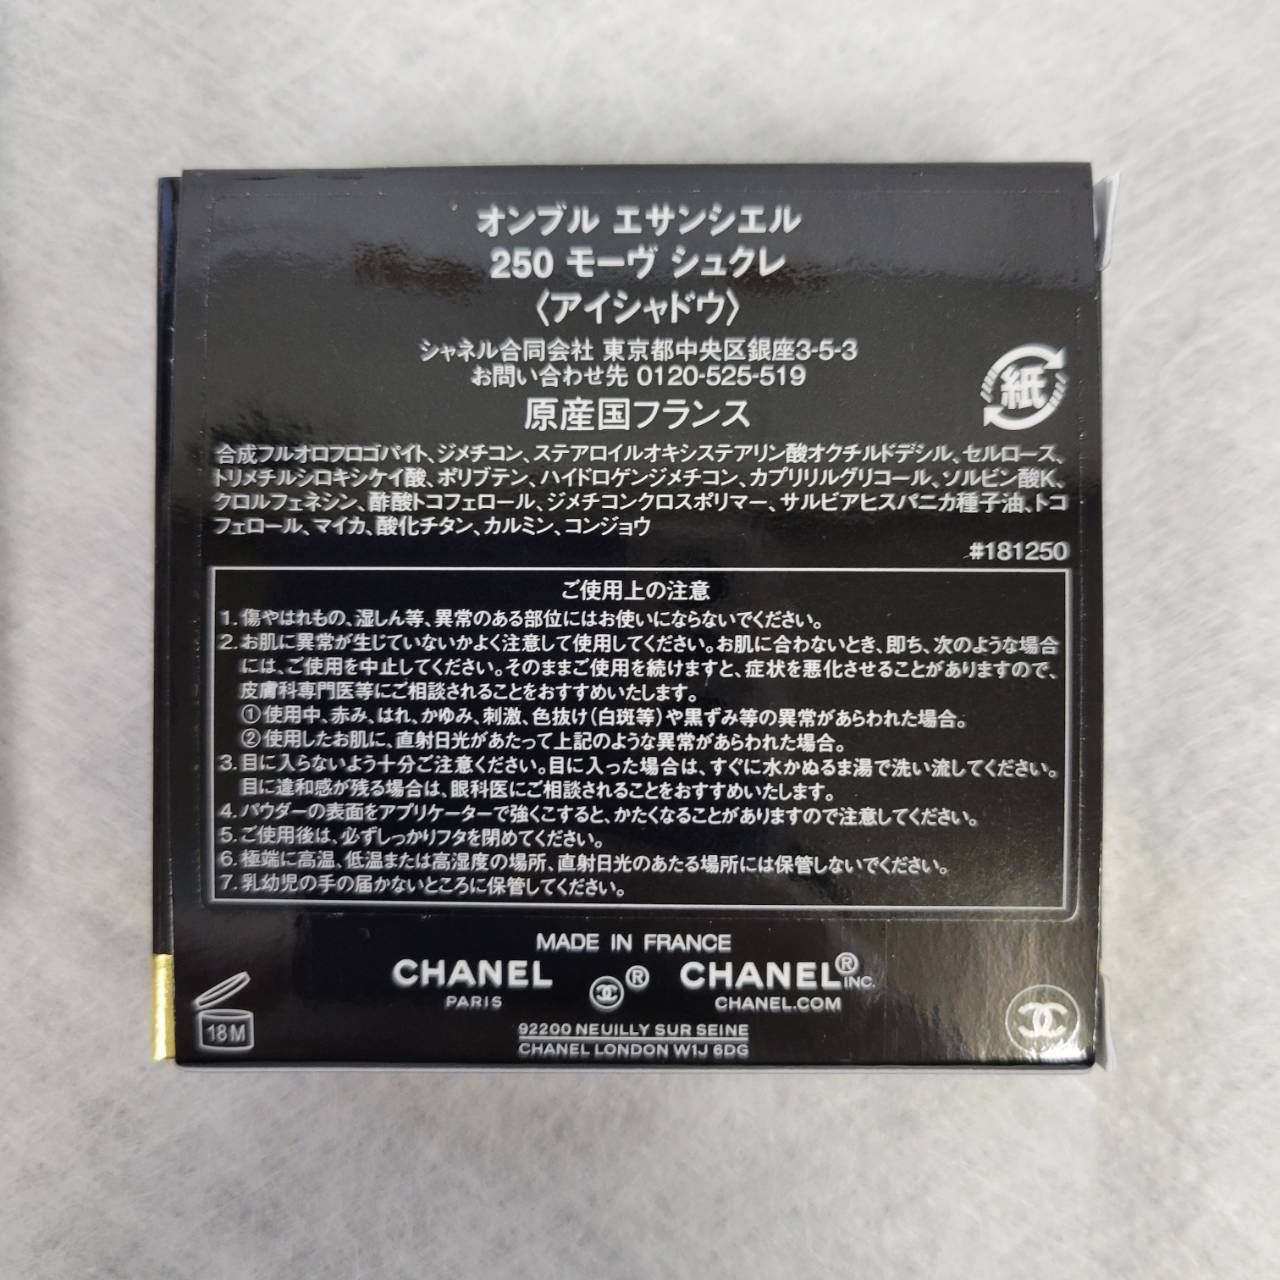 オンブル エサンシエル
250 モーヴ シュクレ
〈アイシャドウ〉
シャネル合同会社 東京都中央区銀座3-5-3
お問い合わせ先 0120-525-519
紙
原産国フランス
合成フルオロフロゴパイト、ジメチコン、ステアロイルオキシステアリン酸オクチルドデシル、セルロース、
トリメチルシロキシケイ酸、ポリブテン、ハイドロゲンジメチコン、カプリリルグリコール、ソルビン酸K、
クロルフェネシン、酢酸トコフェロール、ジメチコンクロスポリマー、サルビアヒスパニカ種子油、トコ
フェロール、マイカ、酸化チタン、カルミン、コンジョウ
#181250
ご使用上の注意
1. 傷やはれもの、湿しん等、異常のある部位にはお使いにならないでください。
2. お肌に異常が生じていないかよく注意して使用してください。お肌に合わないとき、即ち、次のような場合
には、ご使用を中止してください。そのままご使用を続けますと、症状を悪化させることがありますので、
皮膚科専門医等にご相談されることをおすすめいたします。
①使用中、赤み、はれ、かゆみ、刺激、色抜け(白斑等)や黒ずみ等の異常があらわれた場合。
②使用したお肌に、直射日光があたって上記のような異常があらわれた場合。
3. 目に入らないよう十分ご注意ください。目に入った場合は、すぐに水かぬるま湯で洗い流してください。
目に違和感が残る場合は、眼科医にご相談されることをおすすめいたします。
4. パウダーの表面をアプリケーターで強くこすると、かたくなることがありますので注意してください。
5. ご使用後は、必ずしっかりフタを閉めてください。
6. 極端に高温、低温または高湿度の場所、直射日光のあたる場所には保管しないでください。
7. 乳幼児の手の届かないところに保管してください。
MADE IN FRANCE
CHANEL ® CHANEL® INC.
PARIS CHANEL.COM
18M
92200 NEUILLY SUR SEINE
CHANEL LONDON W1J 6DG